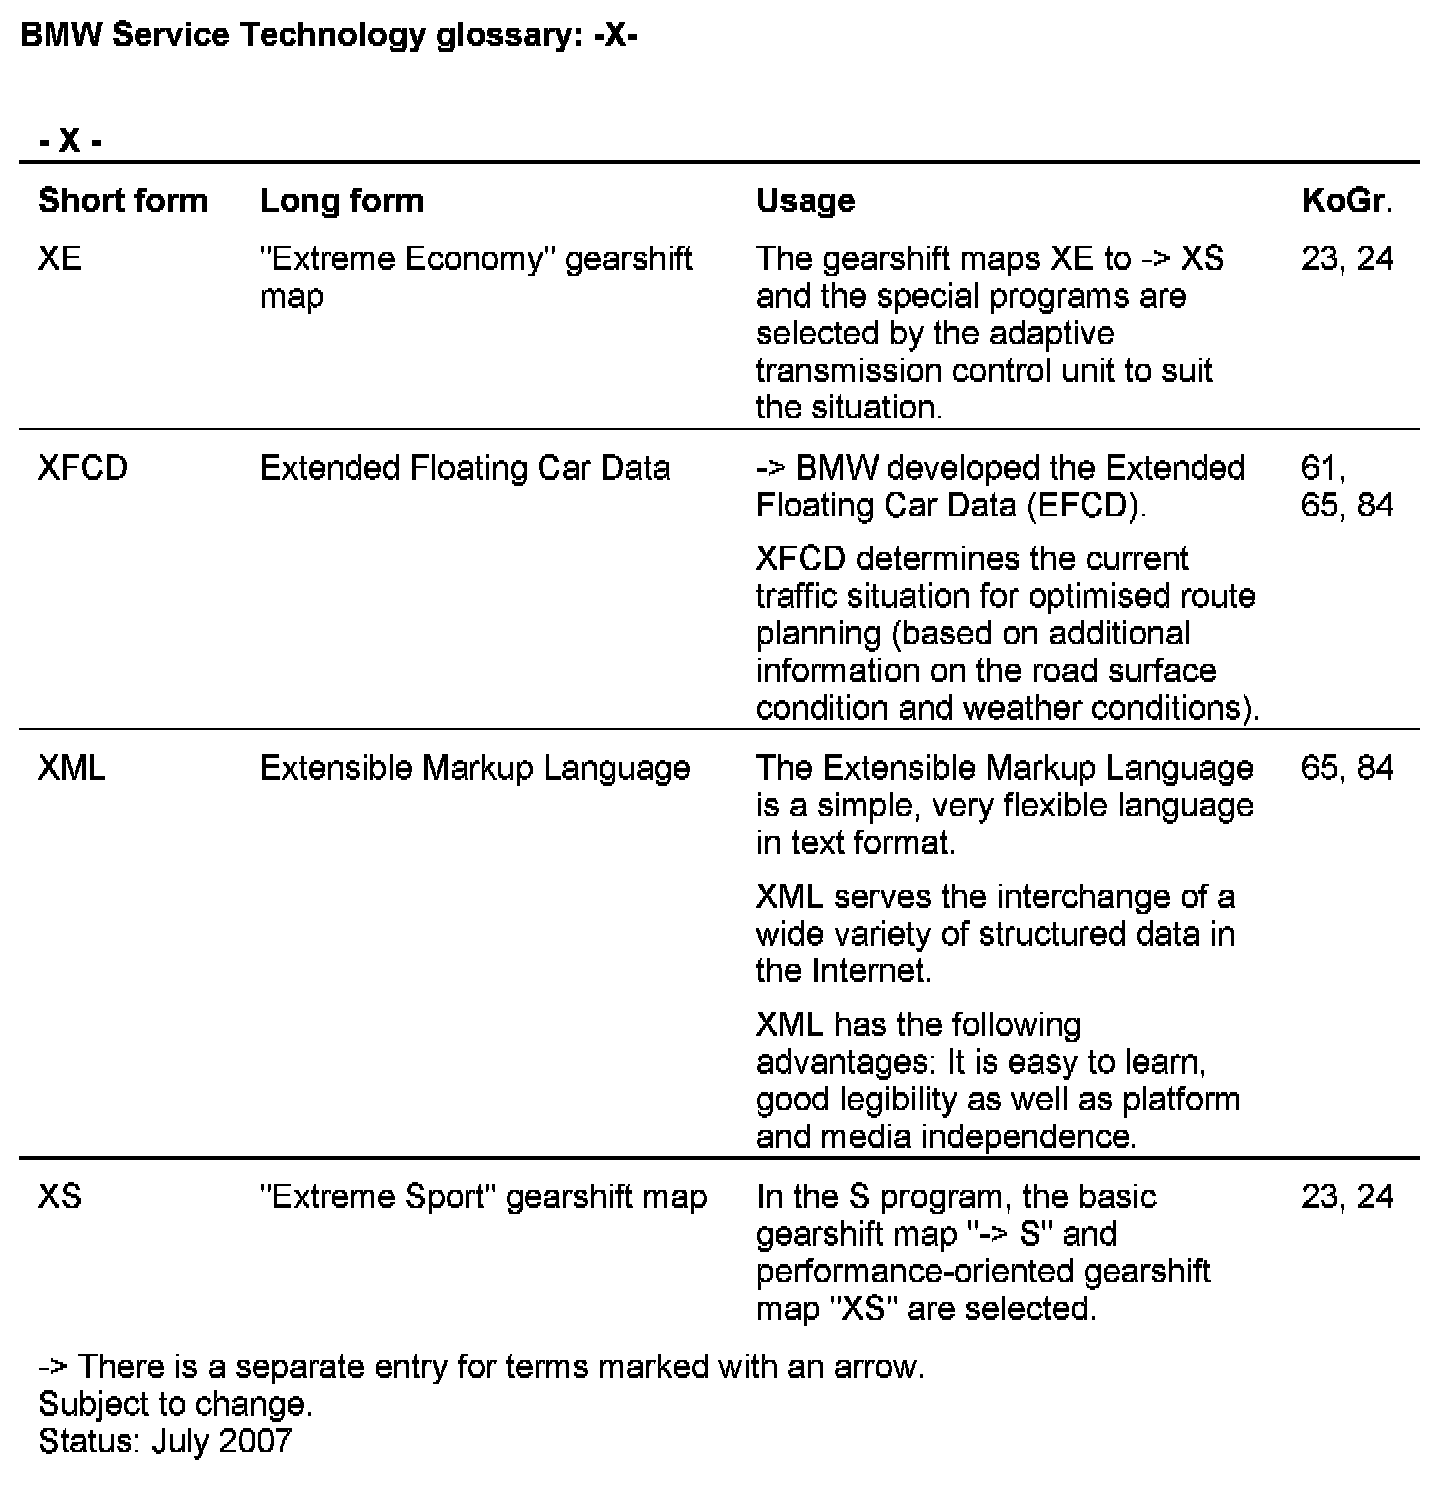 BMW Service Technology glossary: -X-
- X -
Short form Long form Usage KoGr.
XE "Extreme Economy" gearshift The gearshift maps XE to -> XS 23, 24
map and the special programs are
selected by the adaptive
transmission control unit to suit
the situation.
XFCD Extended Floating Car Data -> BMW developed the Extended 61,
Floating Car Data (EFCD). 65, 84
XFCD determines the current
traffic situation for optimised route
planning (based on additional
information on the road surface
condition and weather conditions).
XML Extensible Markup Language The Extensible Markup Language 65, 84
is a simple, very flexible language
in text format.
XML serves the interchange of a
wide variety of structured data in
the Internet.
XML has the following
advantages: It is easy to learn,
good legibility as well as platform
and media independence.
XS "Extreme Sport" gearshift map In the S program, the basic 23, 24
gearshift map "-> S" and
performance-oriented gearshift
map "XS" are selected.
-> There is a separate entry for terms marked with an arrow.
Subject to change.
Status: July 2007